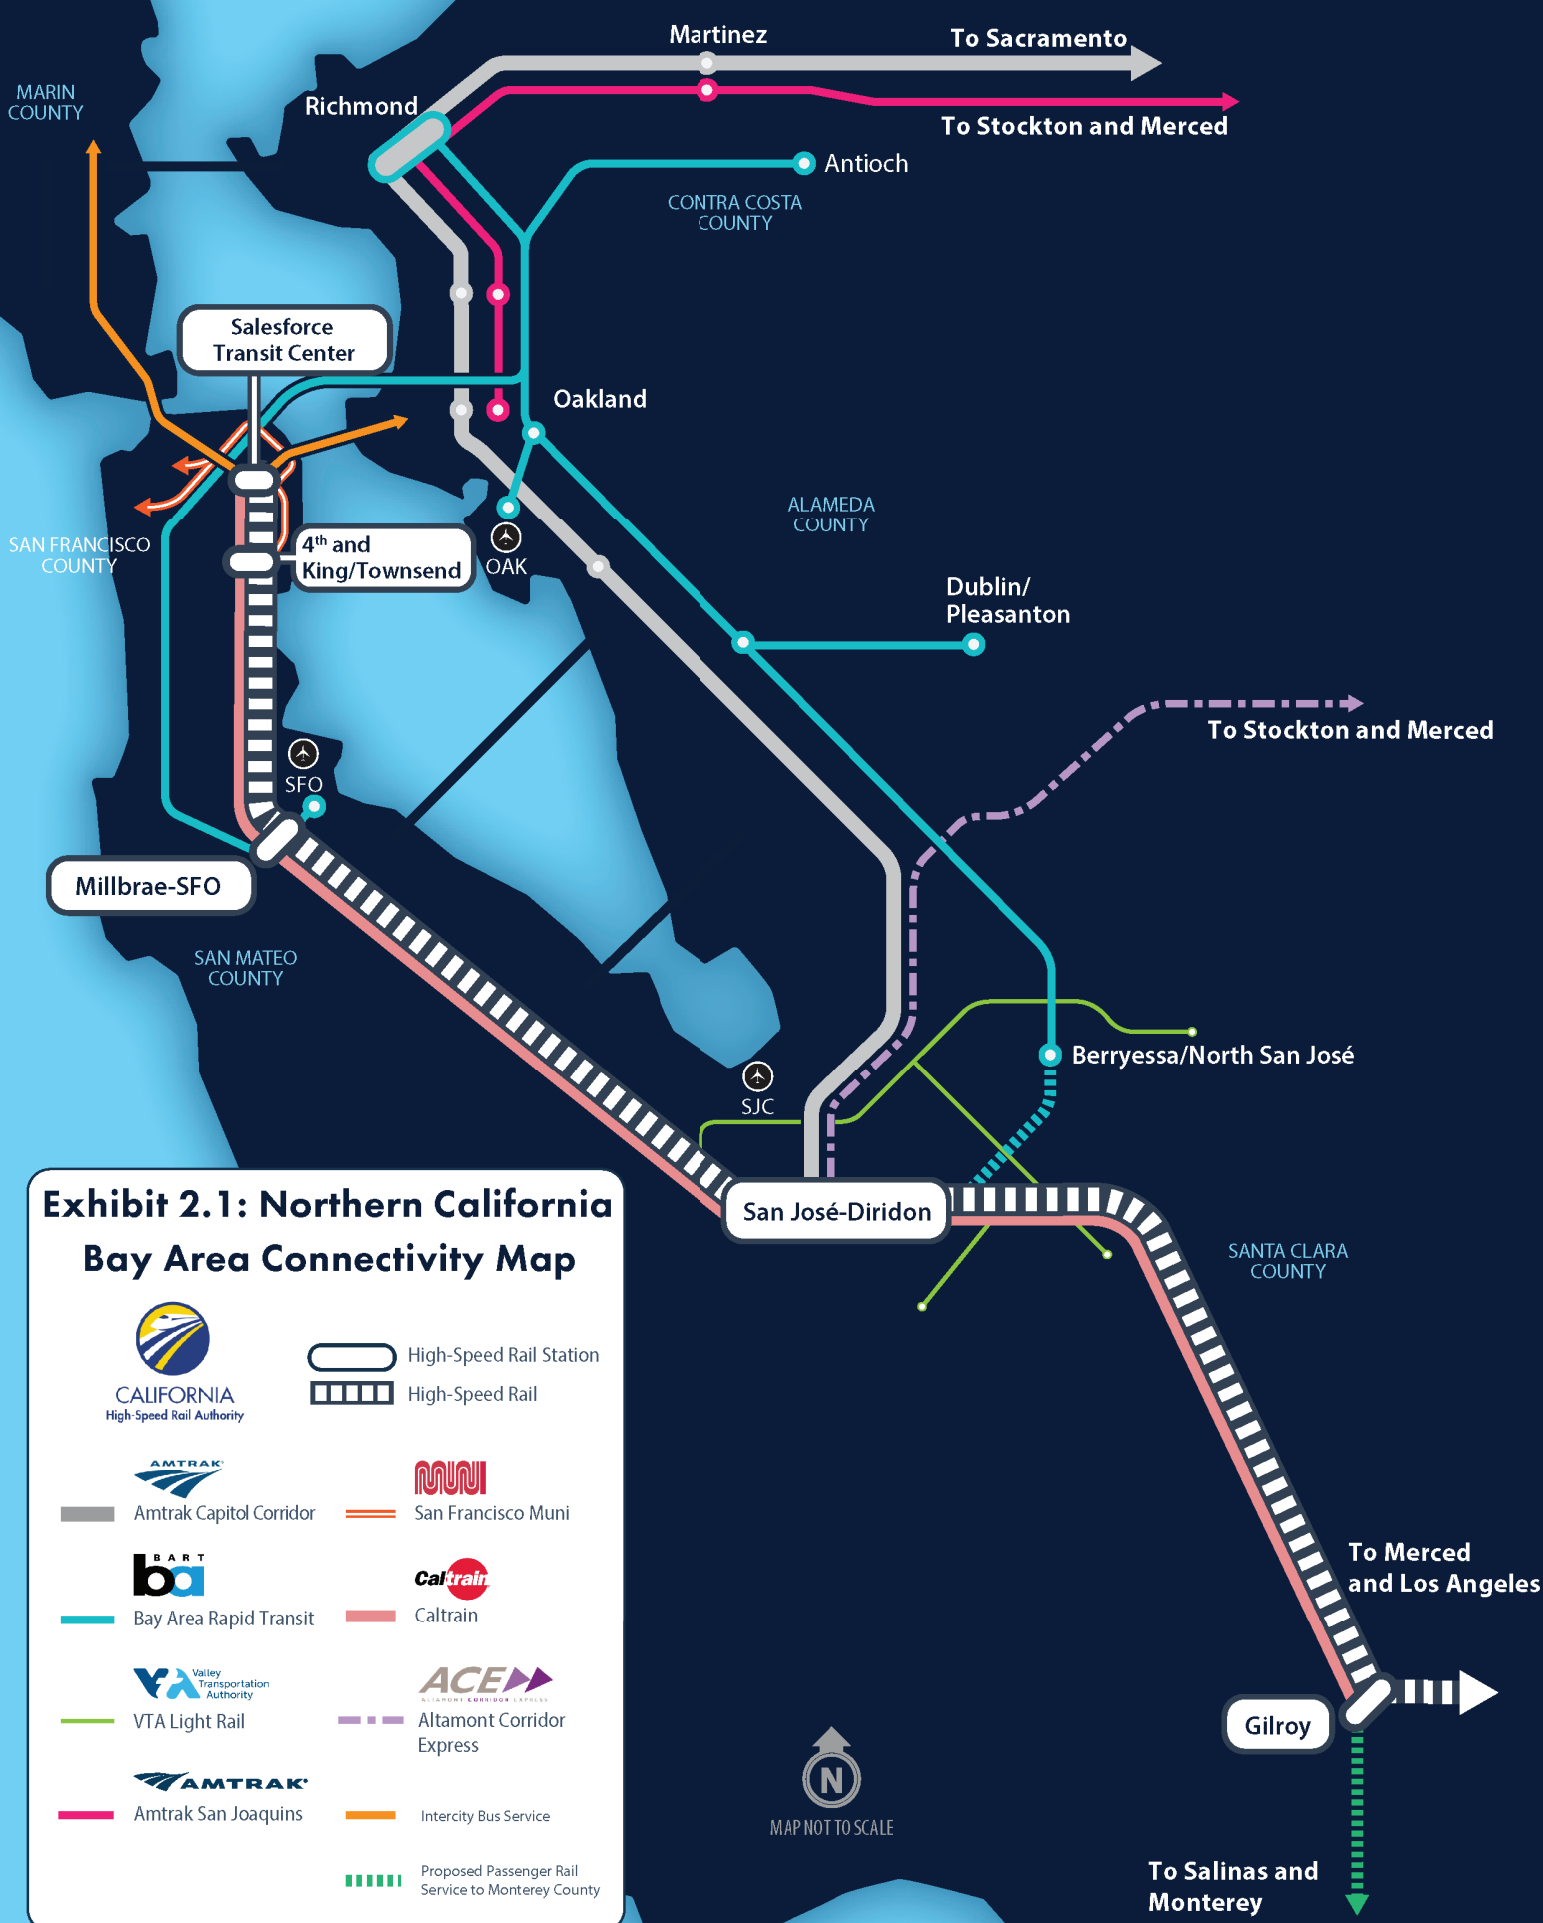 Martinez
To Sacramento
MARIN
COUNTY
Richmond
To Stockton and Merced
Antioch
CONTRA COSTA
COUNTY
Salesforce
Transit Center
Oakland
ALAMEDA
COUNTY
SAN FRANCISCO
COUNTY
4th and
King/Townsend
OAK
Dublin/
Pleasanton
To Stockton and Merced
SFO
Millbrae-SFO
SAN MATEO
COUNTY
Berryessa/North San José
SJC
San José-Diridon
SANTA CLARA
COUNTY
Exhibit 2.1: Northern California
Bay Area Connectivity Map
CALIFORNIA
High-Speed Rail Authority
High-Speed Rail Station
High-Speed Rail
AMTRAK
Amtrak Capitol Corridor
MUNI
San Francisco Muni
BART
ba
Bay Area Rapid Transit
Caltrain
Caltrain
VTA
Valley
Transportation
Authority
VTA Light Rail
ACE
ALTAMONT CORRIDOR EXPRESS
Altamont Corridor
Express
AMTRAK
Amtrak San Joaquins
Intercity Bus Service
Proposed Passenger Rail
Service to Monterey County
To Merced
and Los Angeles
Gilroy
N
MAP NOT TO SCALE
To Salinas and
Monterey